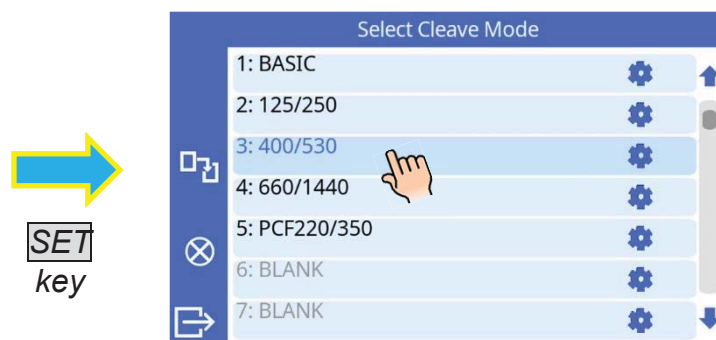 Select Cleave Mode
1: BASIC
2: 125/250
3: 400/530
4: 660/1440
5: PCF220/350
6: BLANK
7: BLANK
SET
key